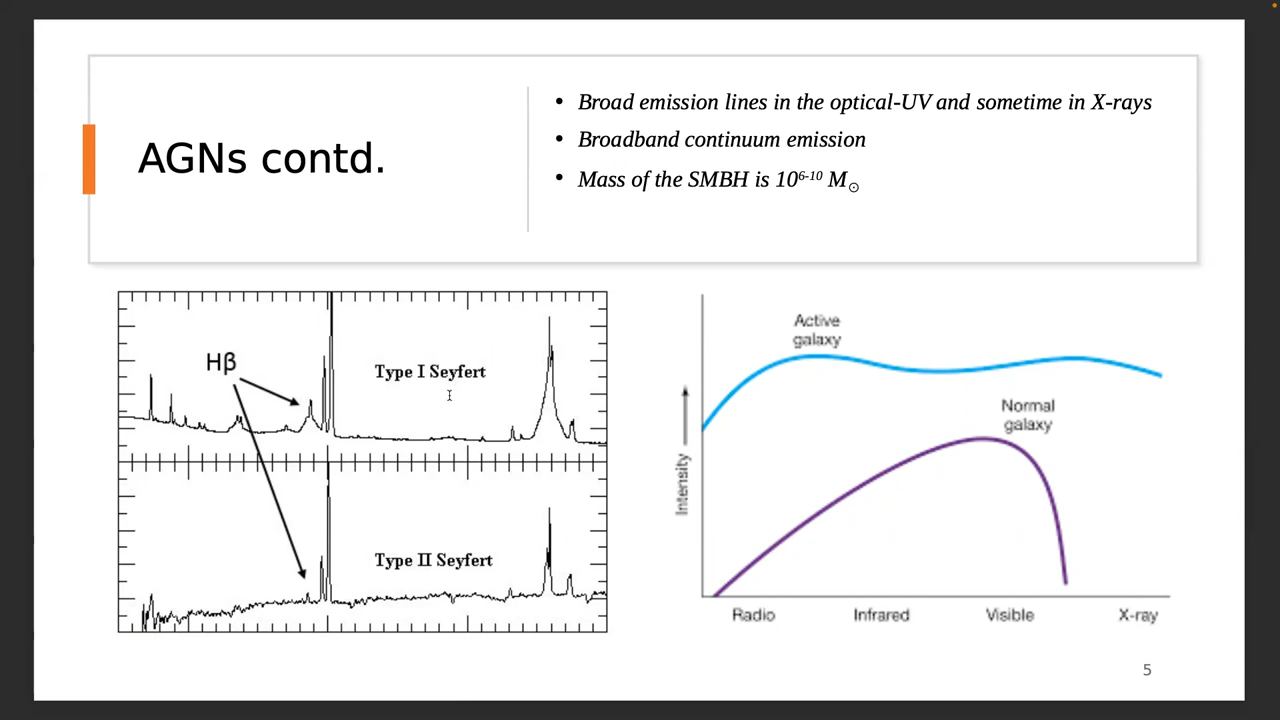 AGNs contd.
• Broad emission lines in the optical-UV and sometime in X-rays
• Broadband continuum emission
• Mass of the SMBH is 10⁶⁻¹⁰ M☉
Hβ
Type I Seyfert
Type II Seyfert
Active
galaxy
Normal
galaxy
Intensity
Radio Infrared Visible X-ray
5